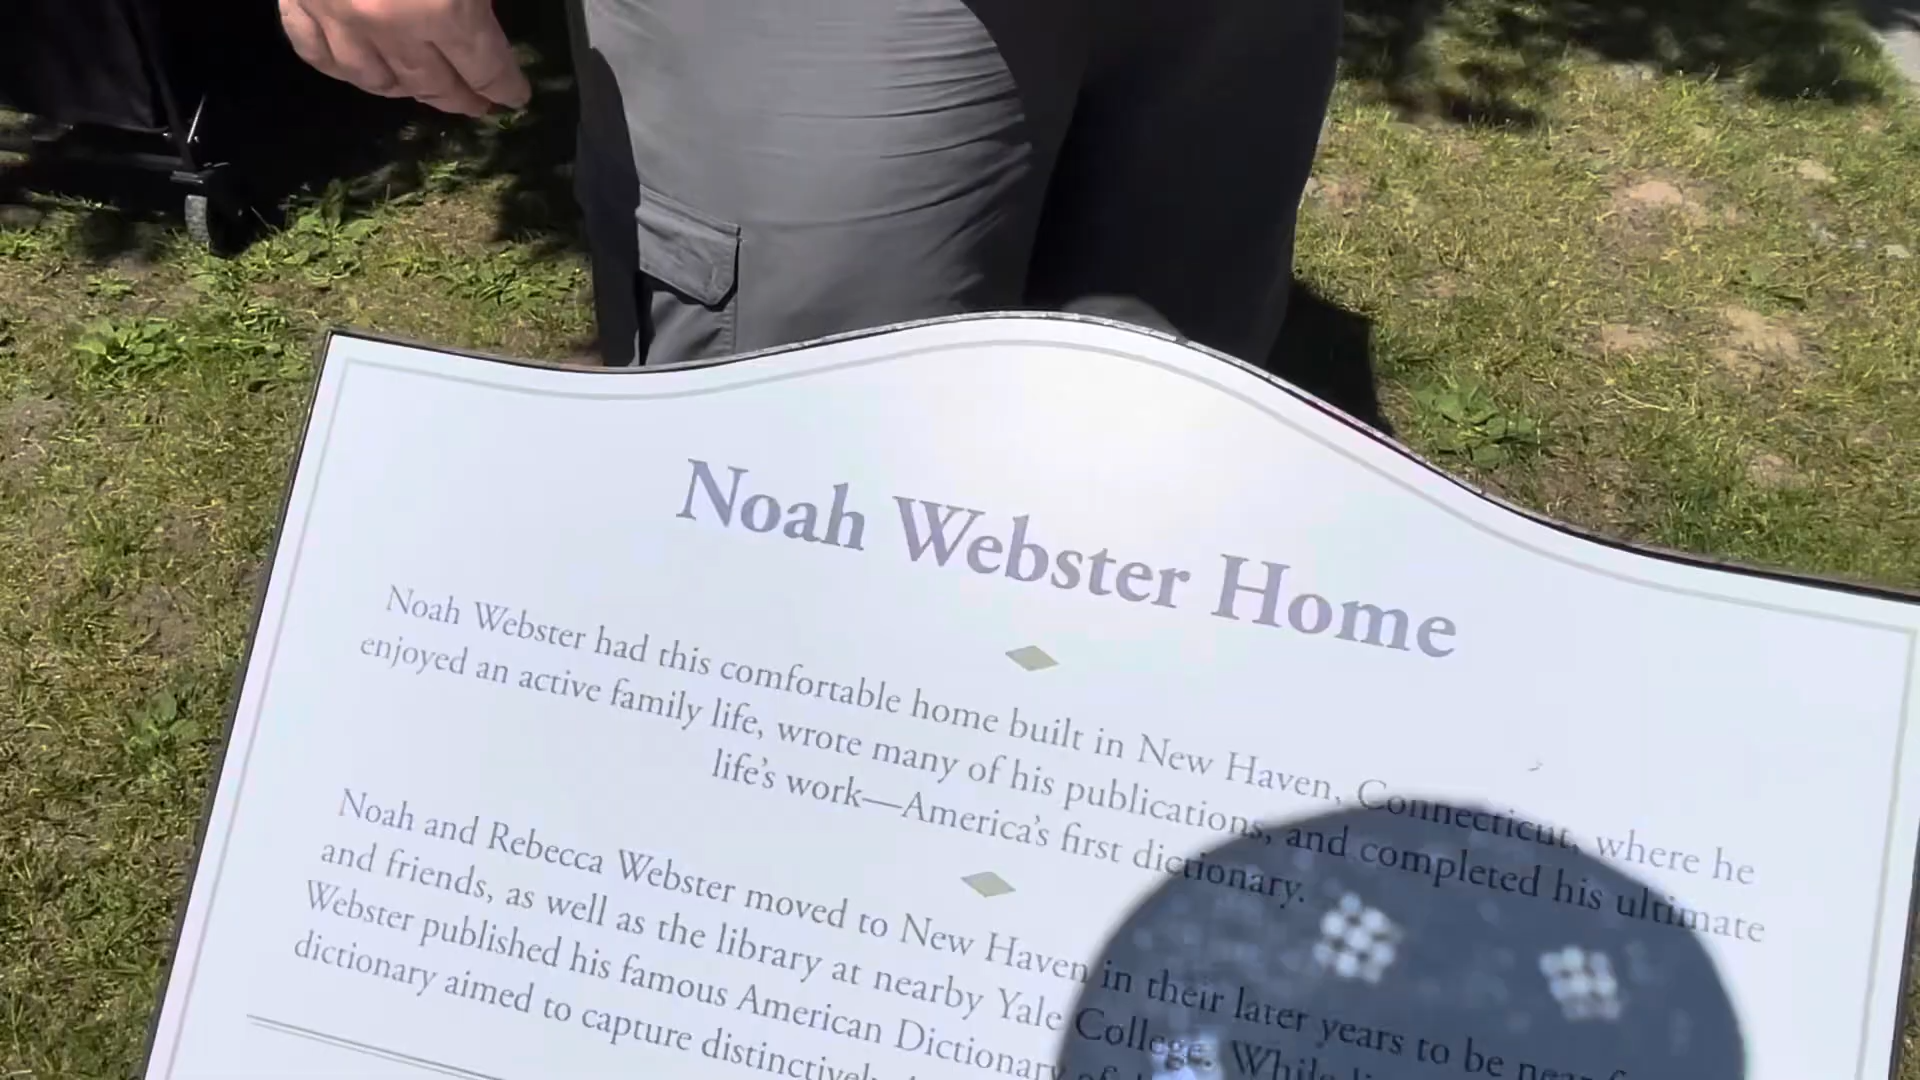 Noah Webster Home
Noah Webster had this comfortable home built in New Haven, Connecticut, where he
enjoyed an active family life, wrote many of his publications, and completed his ultimate
life's work—America's first dictionary.
Noah and Rebecca Webster moved to New Haven in their later years to be near
and friends, as well as the library at nearby Yale College. While
Webster published his famous American Dictionary of
dictionary aimed to capture